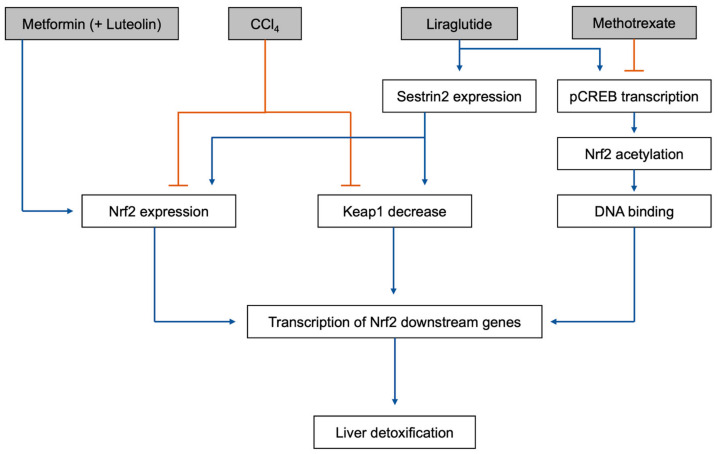 Metformin (+ Luteolin)
CCl₄
Liraglutide
Methotrexate
Sestrin2 expression
pCREB transcription
Nrf2 acetylation
Nrf2 expression
Keap1 decrease
DNA binding
Transcription of Nrf2 downstream genes
Liver detoxification